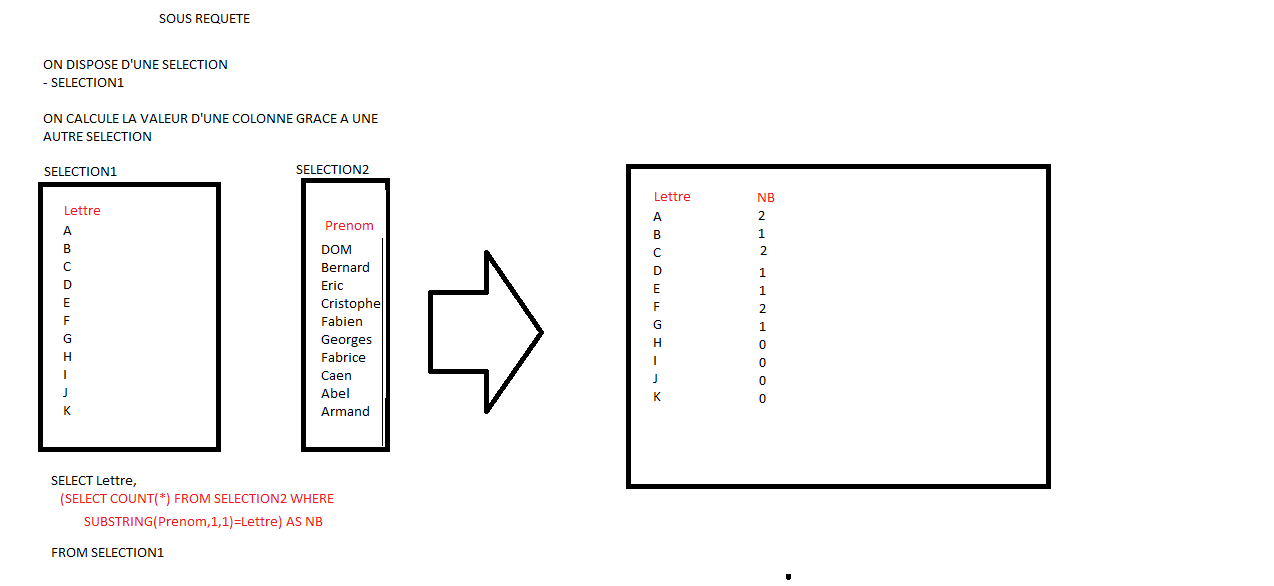 SOUS REQUETE
ON DISPOSE D'UNE SELECTION
- SELECTION1
ON CALCULE LA VALEUR D'UNE COLONNE GRACE A UNE
AUTRE SELECTION
SELECTION1
Lettre
A
B
C
D
E
F
G
H
I
J
K
SELECTION2
Prenom
DOM
Bernard
Eric
Cristophe
Fabien
Georges
Fabrice
Caen
Abel
Armand
Lettre NB
A 2
B 1
C 2
D 1
E 1
F 2
G 1
H 0
I 0
J 0
K 0
SELECT Lettre,
(SELECT COUNT(*) FROM SELECTION2 WHERE
SUBSTRING(Prenom,1,1)=Lettre) AS NB
FROM SELECTION1